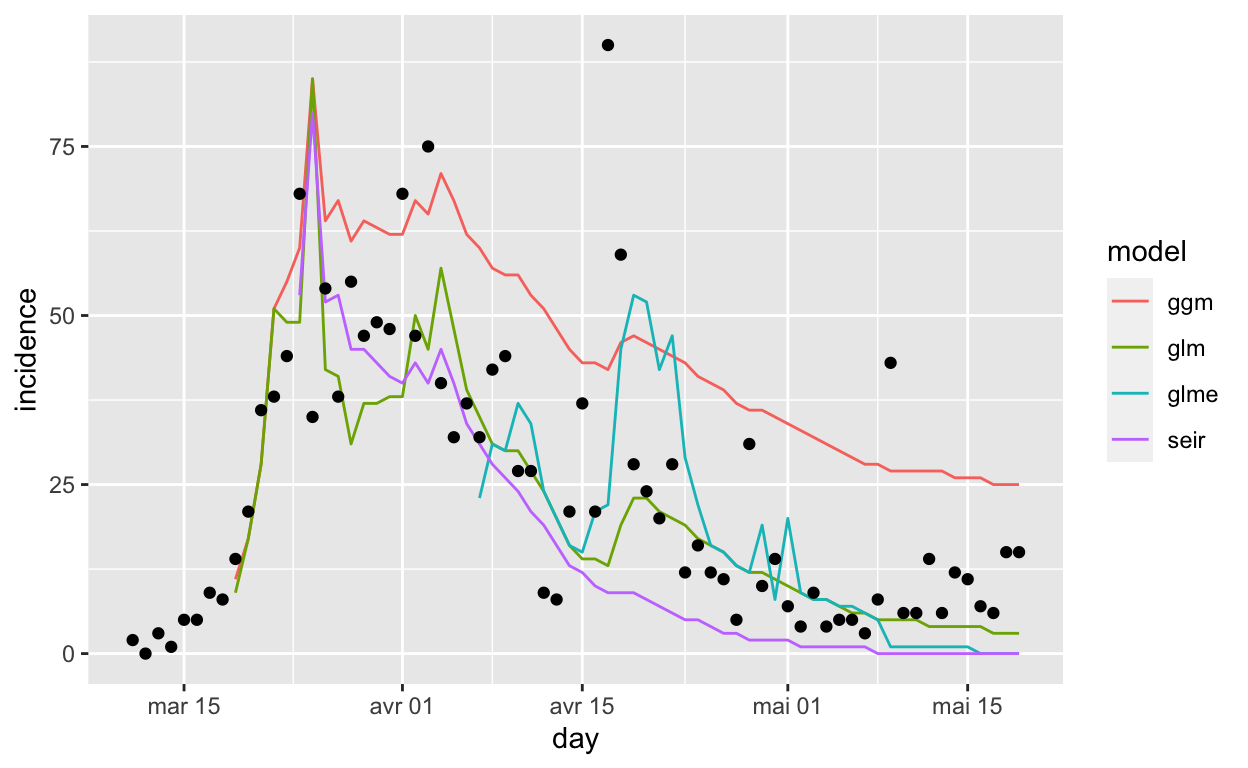 incidence
75
50
25
0
mar 15
avr 01
avr 15
mai 01
mai 15
day
model
ggm
glm
glme
seir